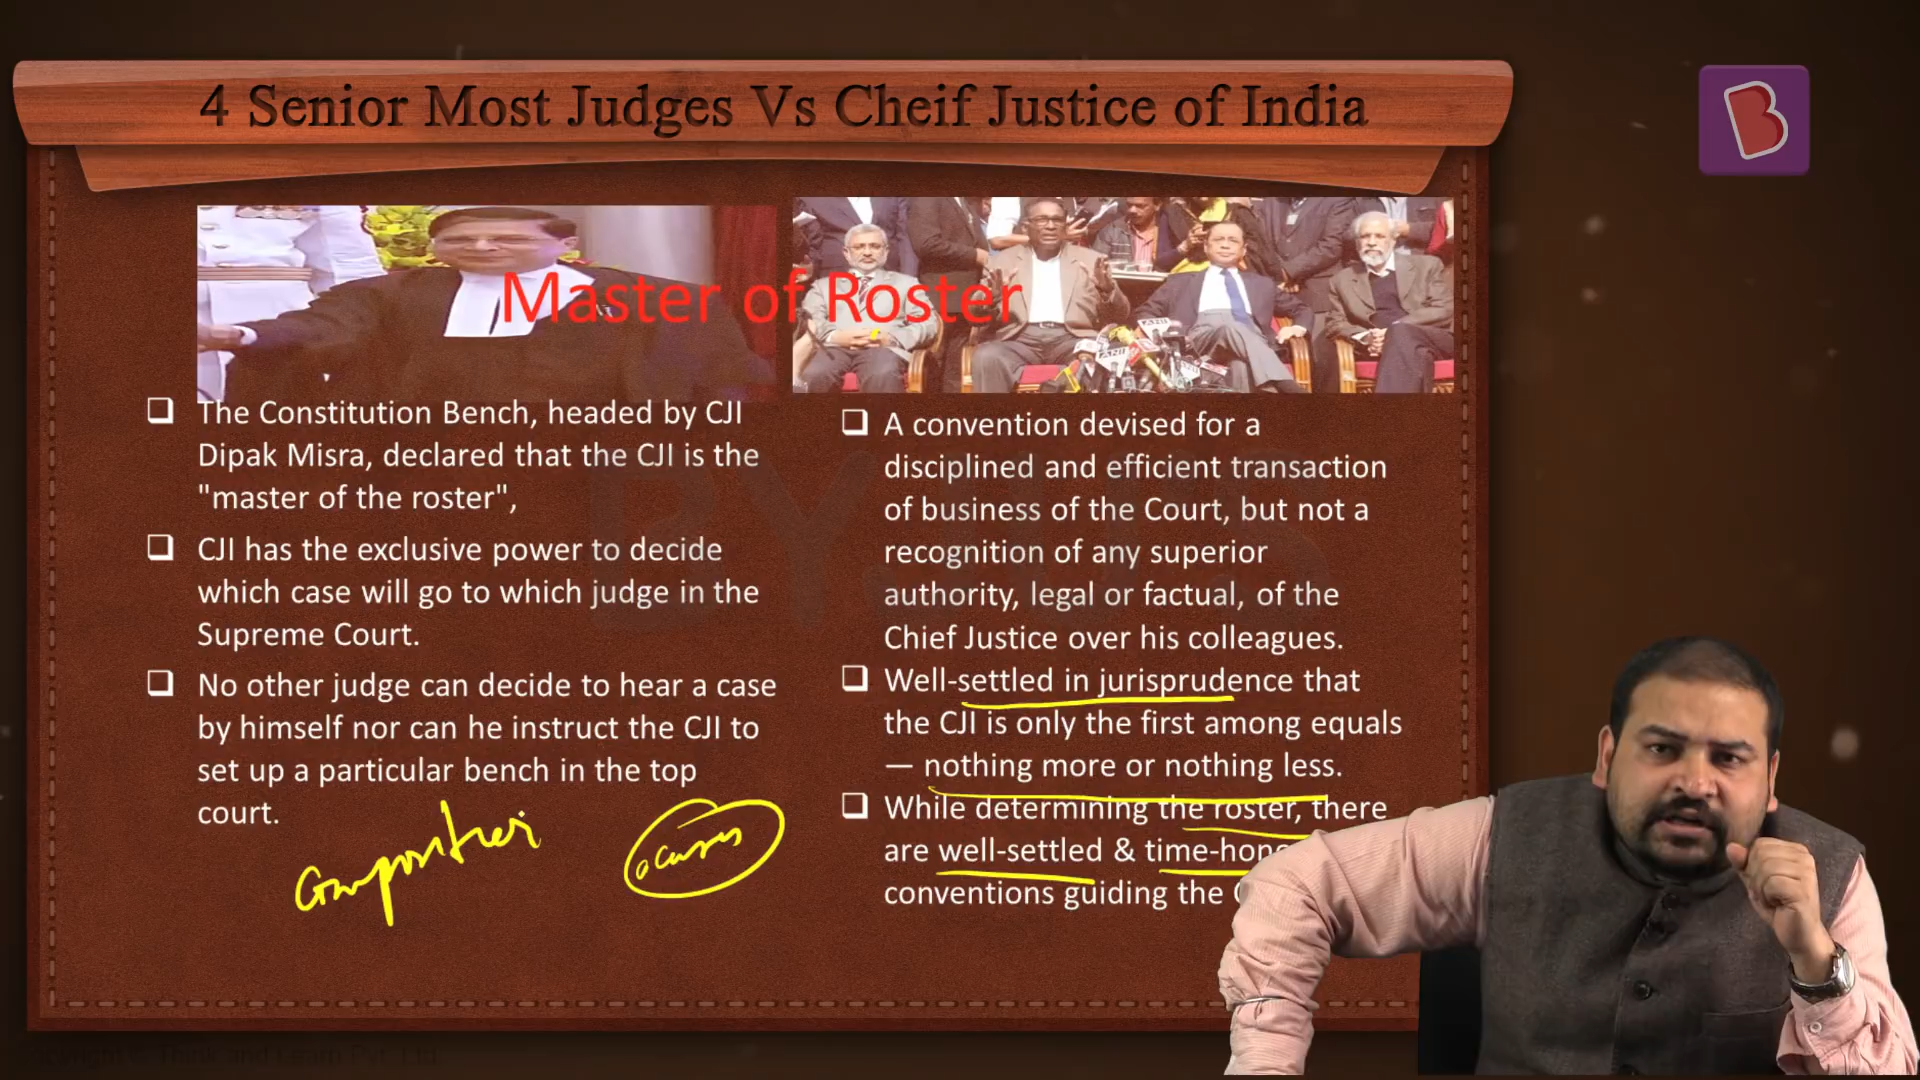 4 Senior Most Judges Vs Cheif Justice of India
B
Master of Roster
❑ The Constitution Bench, headed by CJI
Dipak Misra, declared that the CJI is the
"master of the roster",
❑ CJI has the exclusive power to decide
which case will go to which judge in the
Supreme Court.
❑ No other judge can decide to hear a case
by himself nor can he instruct the CJI to
set up a particular bench in the top
court.
❑ A convention devised for a
disciplined and efficient transaction
of business of the Court, but not a
recognition of any superior
authority, legal or factual, of the
Chief Justice over his colleagues.
❑ Well-settled in jurisprudence that
the CJI is only the first among equals
— nothing more or nothing less.
❑ While determining the roster, there
are well-settled & time-hono
conventions guiding the
ANI
ANI